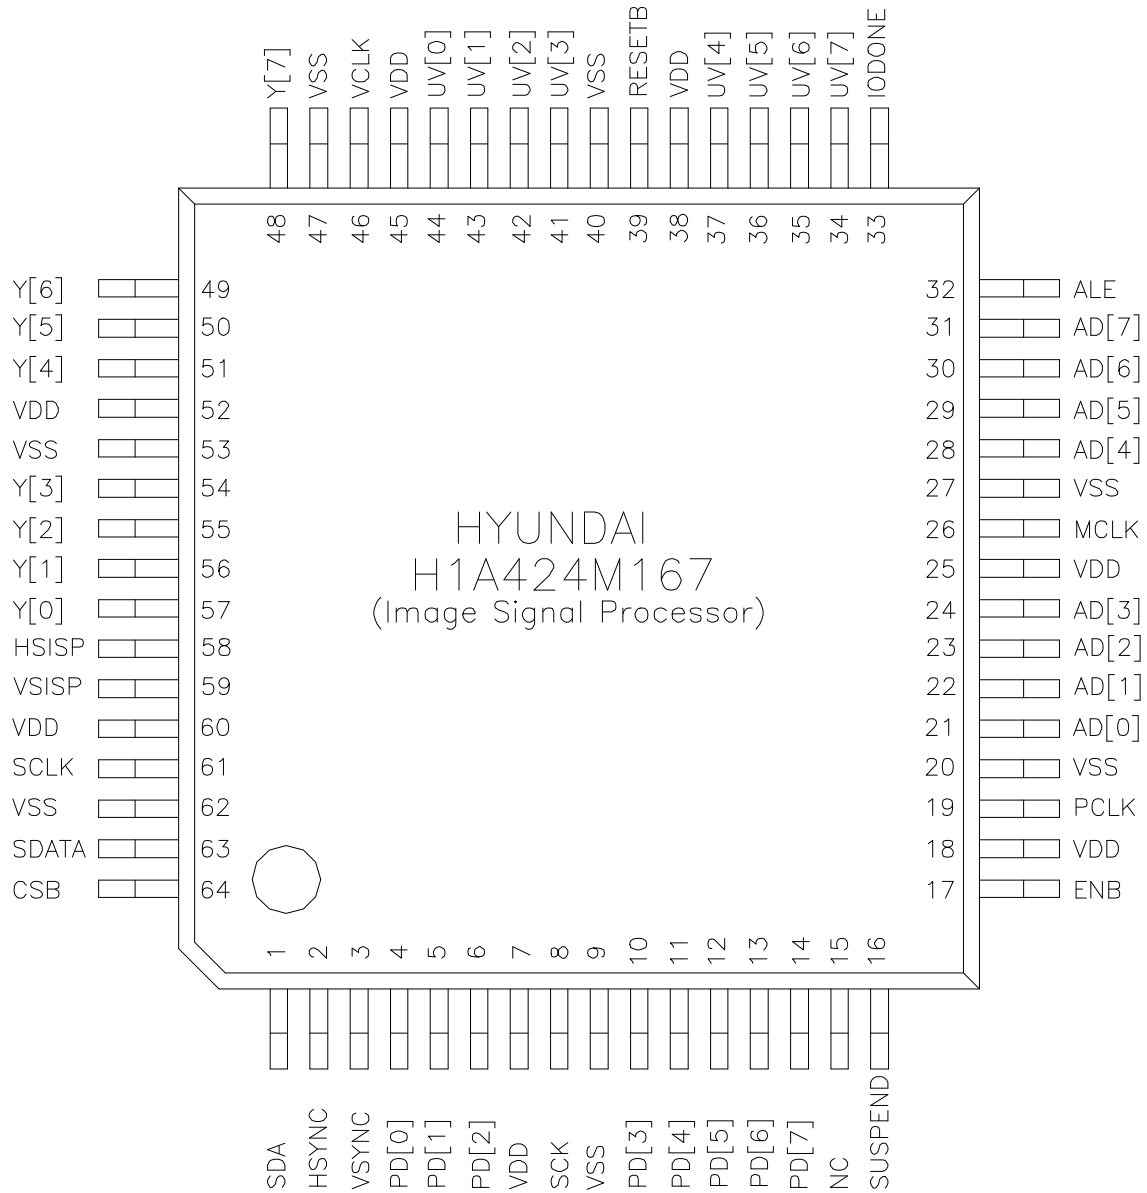 Y[7] VSS VCLK VDD UV[0] UV[1] UV[2] UV[3] VSS RESETB VDD UV[4] UV[5] UV[6] UV[7] IODONE
48 47 46 45 44 43 42 41 40 39 38 37 36 35 34 33
Y[6] 49 32 ALE
Y[5] 50 31 AD[7]
Y[4] 51 30 AD[6]
VDD 52 29 AD[5]
VSS 53 28 AD[4]
Y[3] 54 27 VSS
Y[2] 55 26 MCLK
Y[1] 56 25 VDD
Y[0] 57 24 AD[3]
HSISP 58 23 AD[2]
VSISP 59 22 AD[1]
VDD 60 21 AD[0]
SCLK 61 20 VSS
VSS 62 19 PCLK
SDATA 63 18 VDD
CSB 64 17 ENB
HYUNDAI
H1A424M167
(Image Signal Processor)
1 2 3 4 5 6 7 8 9 10 11 12 13 14 15 16
SDA HSYNC VSYNC PD[0] PD[1] PD[2] VDD SCK VSS PD[3] PD[4] PD[5] PD[6] PD[7] NC SUSPEND